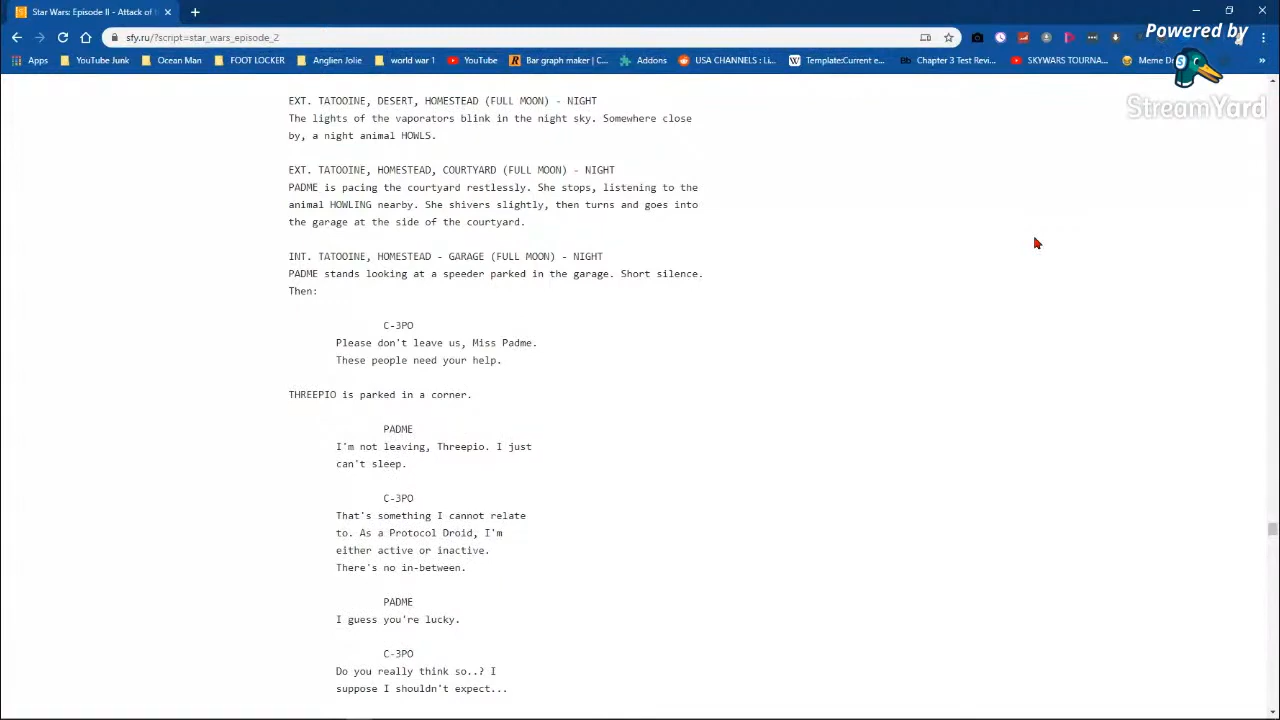 Star Wars: Episode II - Attack of
sfy.ru/?script=star_wars_episode_2
Powered by
StreamYard
Apps YouTube Junk Ocean Man FOOT LOCKER Anglien Jolie world war 1 YouTube Bar graph maker | C... Addons USA CHANNELS : Li... Template:Current e... Chapter 3 Test Revi... SKYWARS TOURNA... Meme De
EXT. TATOOINE, DESERT, HOMESTEAD (FULL MOON) - NIGHT
The lights of the vaporators blink in the night sky. Somewhere close
by, a night animal HOWLS.
EXT. TATOOINE, HOMESTEAD, COURTYARD (FULL MOON) - NIGHT
PADME is pacing the courtyard restlessly. She stops, listening to the
animal HOWLING nearby. She shivers slightly, then turns and goes into
the garage at the side of the courtyard.
INT. TATOOINE, HOMESTEAD - GARAGE (FULL MOON) - NIGHT
PADME stands looking at a speeder parked in the garage. Short silence.
Then:
C-3PO
Please don't leave us, Miss Padme.
These people need your help.
THREEPIO is parked in a corner.
PADME
I'm not leaving, Threepio. I just
can't sleep.
C-3PO
That's something I cannot relate
to. As a Protocol Droid, I'm
either active or inactive.
There's no in-between.
PADME
I guess you're lucky.
C-3PO
Do you really think so..? I
suppose I shouldn't expect...